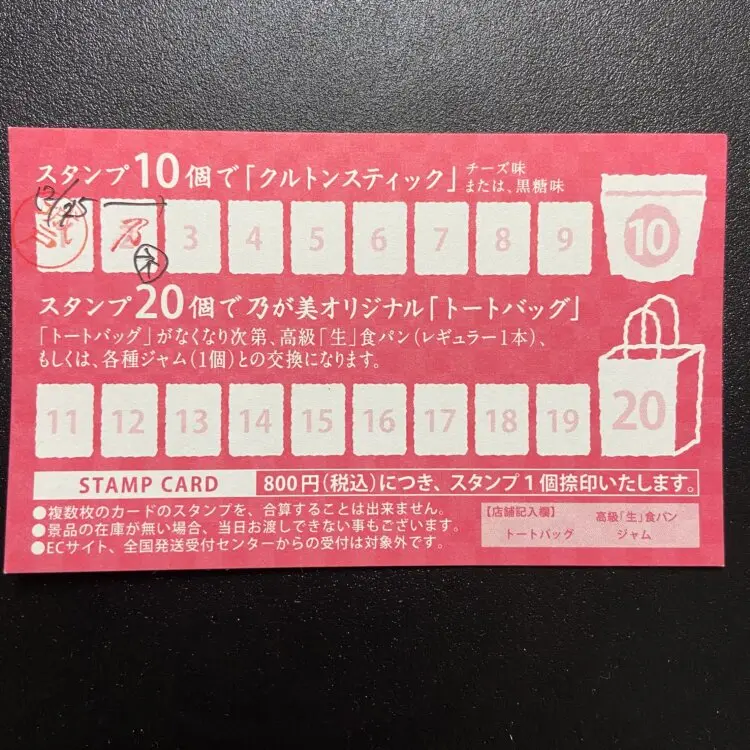 スタンプ10個で「クルトンスティック」チーズ味または、黒糖味
12/25
乃
3 4 5 6 7 8 9 10
スタンプ20個で乃が美オリジナル「トートバッグ」
「トートバッグ」がなくなり次第、高級「生」食パン(レギュラー1本)、
もしくは、各種ジャム(1個)との交換になります。
11 12 13 14 15 16 17 18 19 20
STAMP CARD 800円(税込)につき、スタンプ1個捺印いたします。
●複数枚のカードのスタンプを、合算することは出来ません。
●景品の在庫が無い場合、当日お渡しできない事もございます。
●ECサイト、全国発送受付センターからの受付は対象外です。
【店舗記入欄】 高級「生」食パン
トートバッグ ジャム